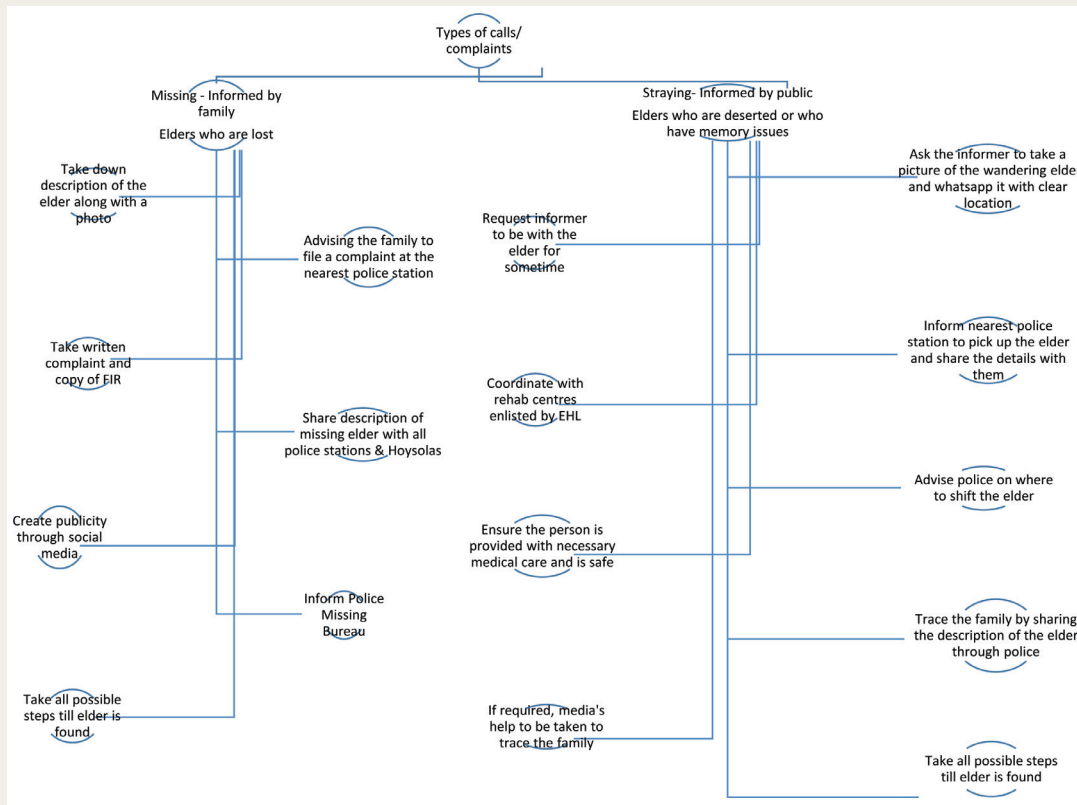 Types of calls/
complaints
Missing - Informed by
family
Elders who are lost
Take down
description of the
elder along with a
photo
Advising the family to
file a complaint at the
nearest police station
Take written
complaint and
copy of FIR
Share description of
missing elder with all
police stations & Hoysolas
Create publicity
through social
media
Inform Police
Missing
Bureau
Take all possible
steps till elder is
found
Straying- Informed by public
Elders who are deserted or who
have memory issues
Ask the informer to take a
picture of the wandering elde
and whatsapp it with clear
location
Request informer
to be with the
elder for
sometime
Inform nearest police
station to pick up the elder
and share the details with
them
Coordinate with
rehab centres
enlisted by EHL
Advise police on where
to shift the elder
Ensure the person is
provided with necessary
medical care and is safe
Trace the family by sharing
the description of the elder
through police
If required, media's
help to be taken to
trace the family
Take all possible steps
till elder is found